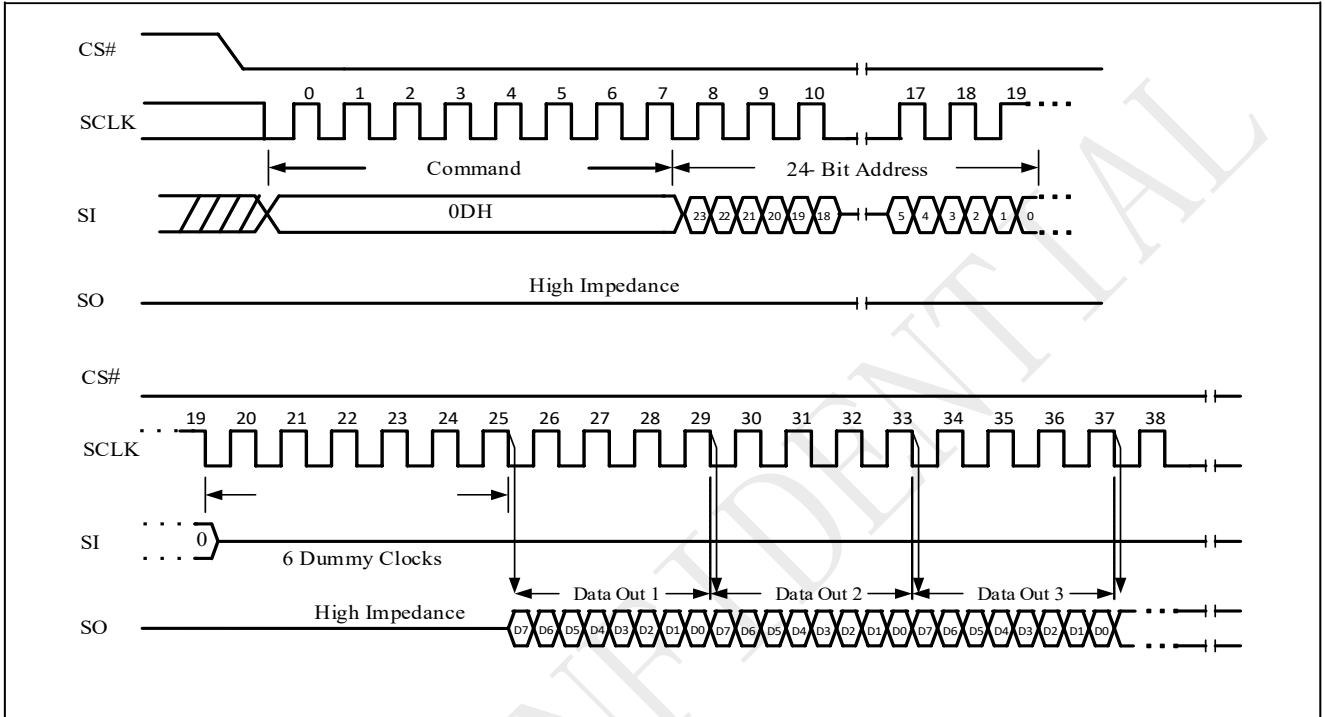 CS#
0 1 2 3 4 5 6 7 8 9 10 17 18 19
SCLK
Command 24- Bit Address
SI 0DH 23 22 21 20 19 18 5 4 3 2 1 0
High Impedance
SO
CS#
19 20 21 22 23 24 25 26 27 28 29 30 31 32 33 34 35 36 37 38
SCLK
SI 0
6 Dummy Clocks
Data Out 1 Data Out 2 Data Out 3
High Impedance
SO D7 D6 D5 D4 D3 D2 D1 D0 D7 D6 D5 D4 D3 D2 D1 D0 D7 D6 D5 D4 D3 D2 D1 D0
NFIDENTIAL